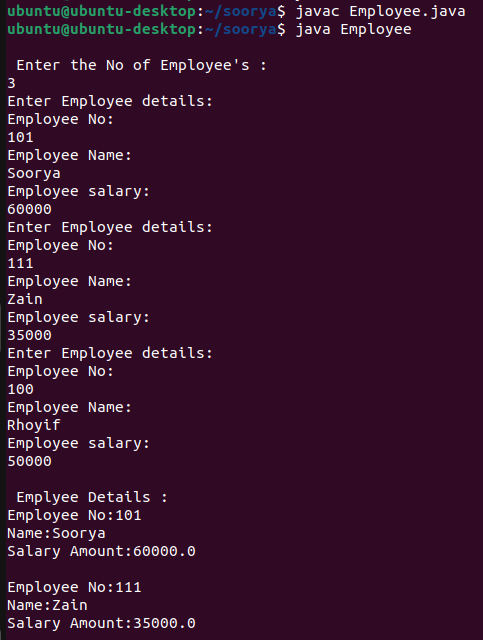 ubuntu@ubuntu-desktop:~/soorya$ javac Employee.java
ubuntu@ubuntu-desktop:~/soorya$ java Employee
Enter the No of Employee's :
3
Enter Employee details:
Employee No:
101
Employee Name:
Soorya
Employee salary:
60000
Enter Employee details:
Employee No:
111
Employee Name:
Zain
Employee salary:
35000
Enter Employee details:
Employee No:
100
Employee Name:
Rhoyif
Employee salary:
50000
Emplyee Details :
Employee No:101
Name:Soorya
Salary Amount:60000.0
Employee No:111
Name:Zain
Salary Amount:35000.0